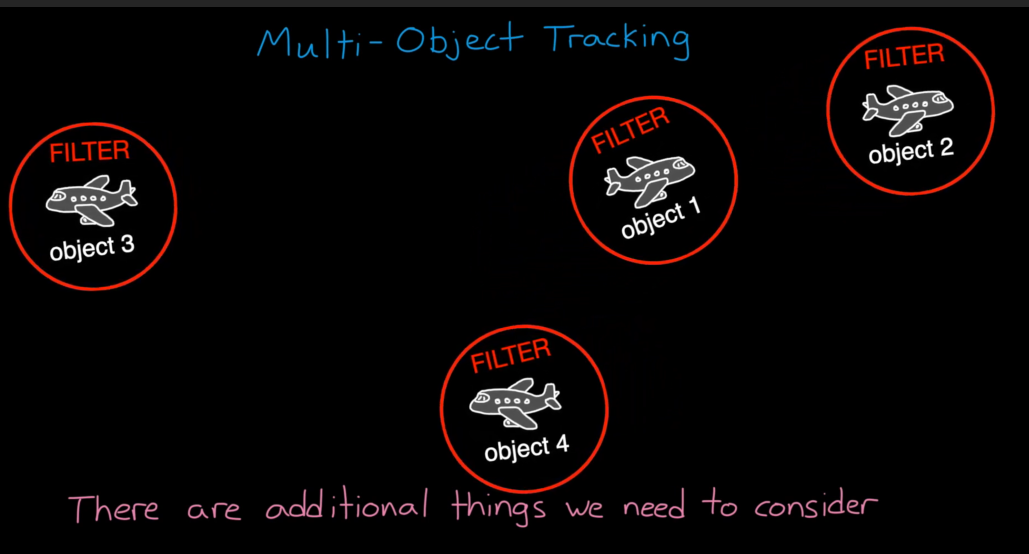 Multi-Object Tracking
FILTER
object 2
FILTER
object 1
FILTER
object 3
FILTER
object 4
There are additional things we need to consider